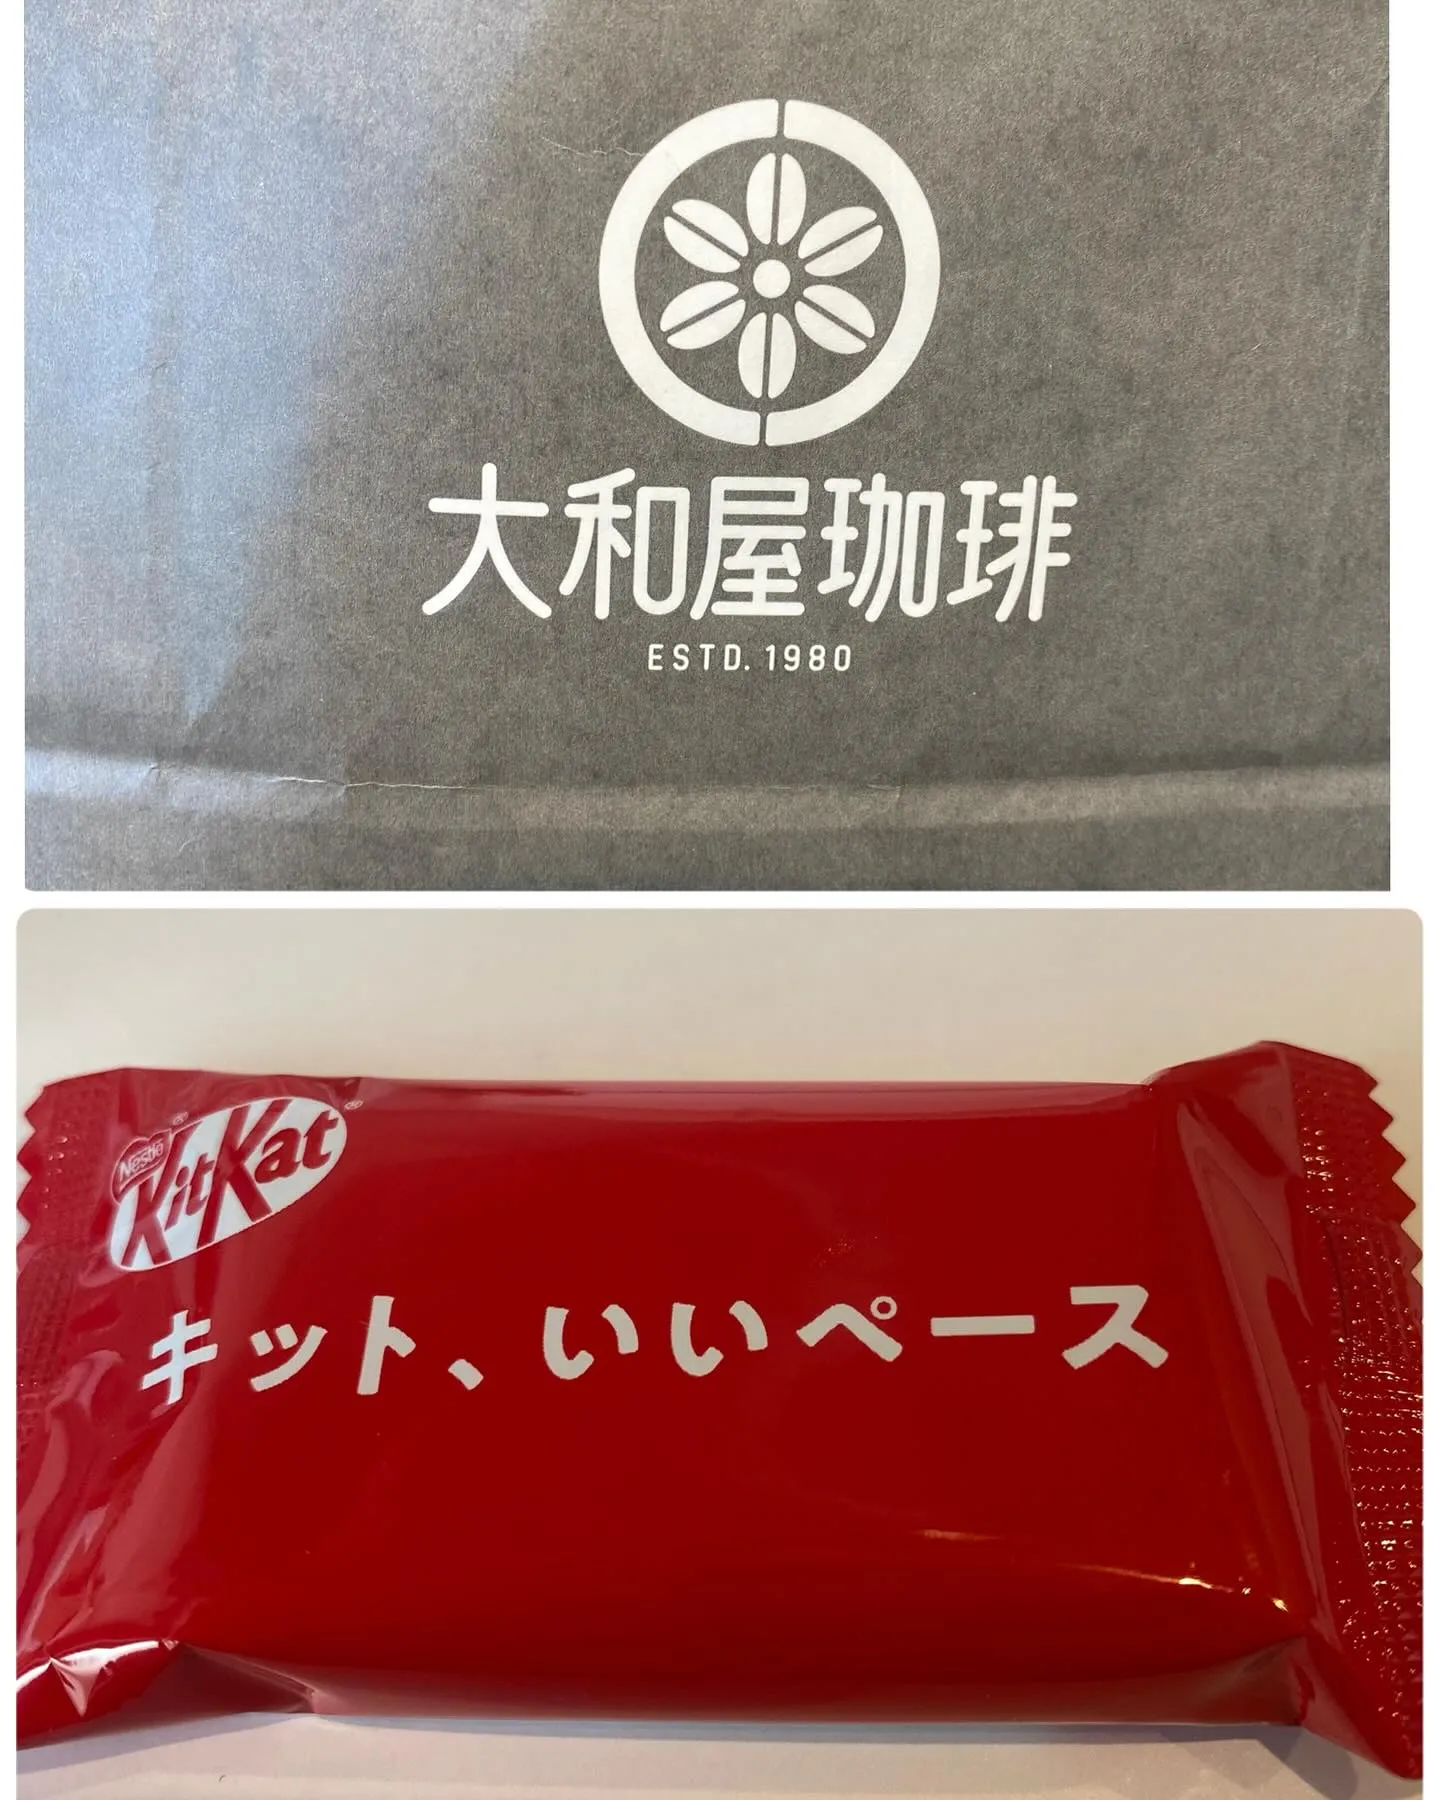 大和屋珈琲
ESTD. 1980
Nestlé
KitKat
キット、いいペース